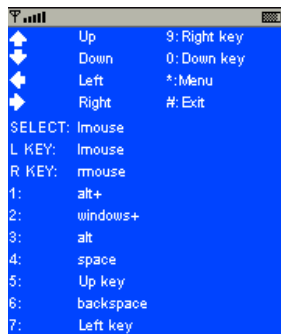 Up 9: Right key
Down 0: Down key
Left *: Menu
Right #: Exit
SELECT: lmouse
L KEY: lmouse
R KEY: rmouse
1: alt+
2: windows+
3: alt
4: space
5: Up key
6: backspace
7: Left key